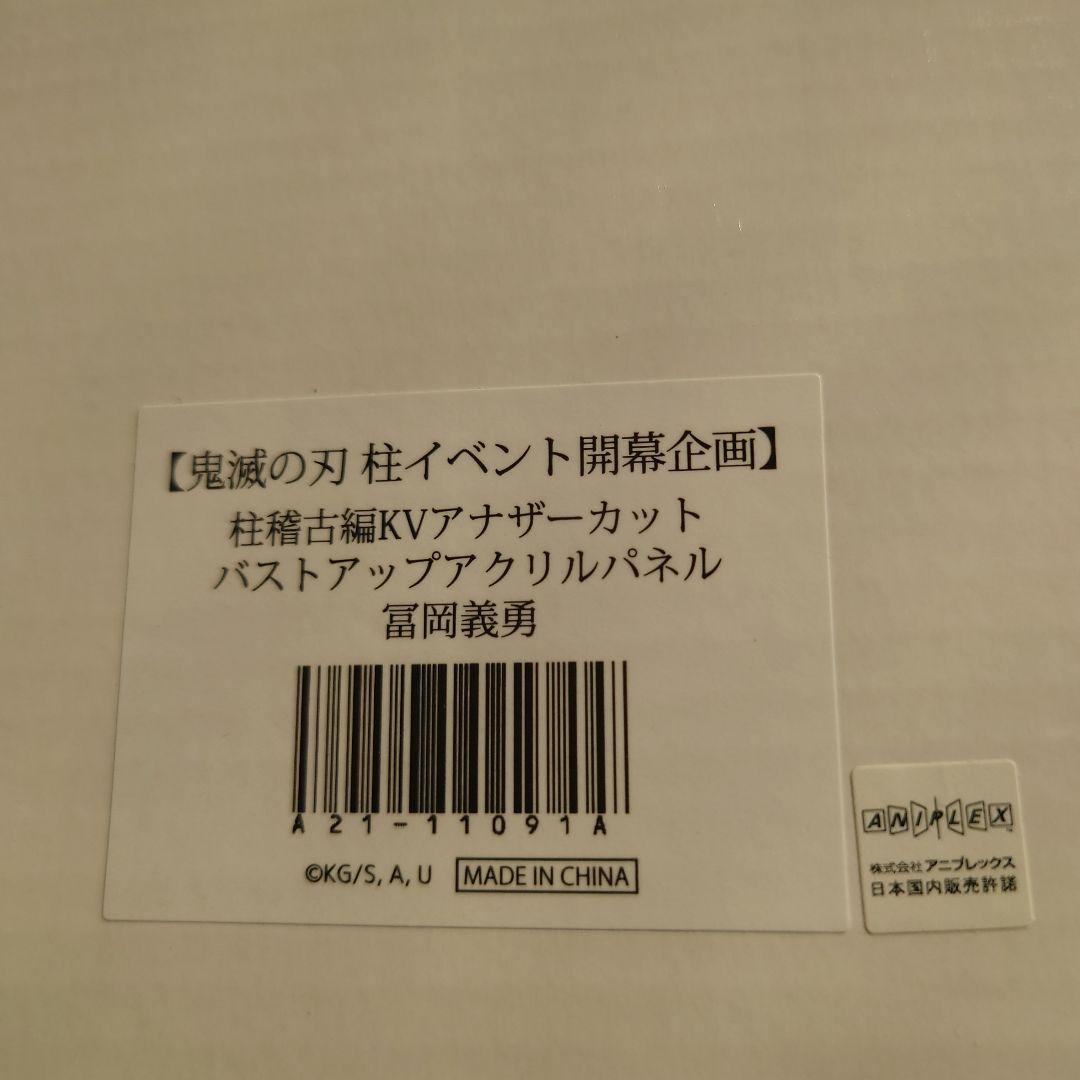 【鬼滅の刃 柱イベント開幕企画】
柱稽古編KVアナザーカット
バストアップアクリルパネル
冨岡義勇
A21-11091A
©KG/S, A, U
MADE IN CHINA
ANIPLEX
株式会社アニプレックス
日本国内販売許諾